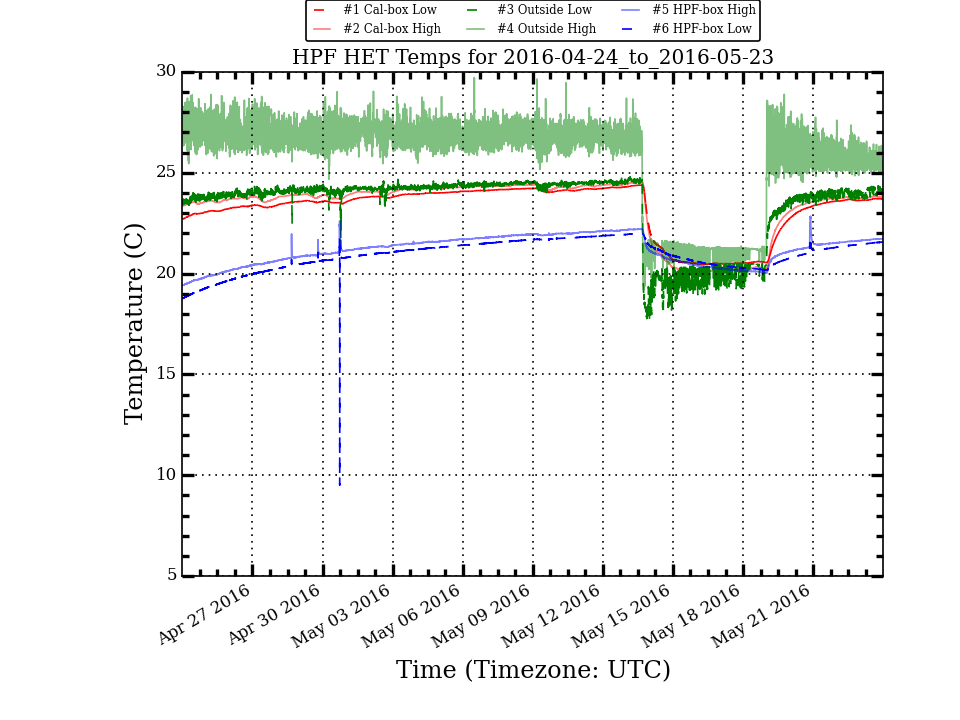 #1 Cal-box Low #3 Outside Low #5 HPF-box High
#2 Cal-box High #4 Outside High #6 HPF-box Low
HPF HET Temps for 2016-04-24_to_2016-05-23
30
25
20
15
10
5
Temperature (C)
Apr 27 2016
Apr 30 2016
May 03 2016
May 06 2016
May 09 2016
May 12 2016
May 15 2016
May 18 2016
May 21 2016
Time (Timezone: UTC)